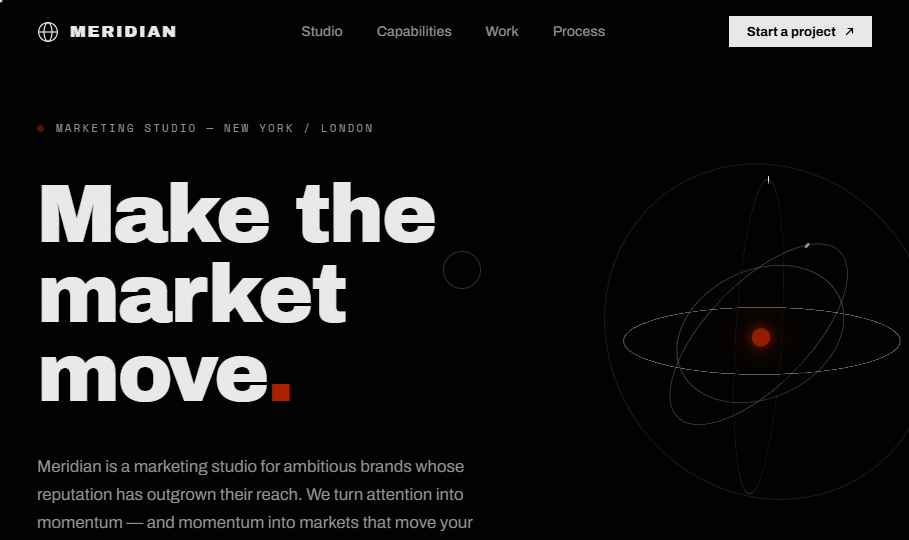 MERIDIAN
Studio
Capabilities
Work
Process
Start a project
MARKETING STUDIO — NEW YORK / LONDON
Make the
market
move.
Meridian is a marketing studio for ambitious brands whose
reputation has outgrown their reach. We turn attention into
momentum — and momentum into markets that move your